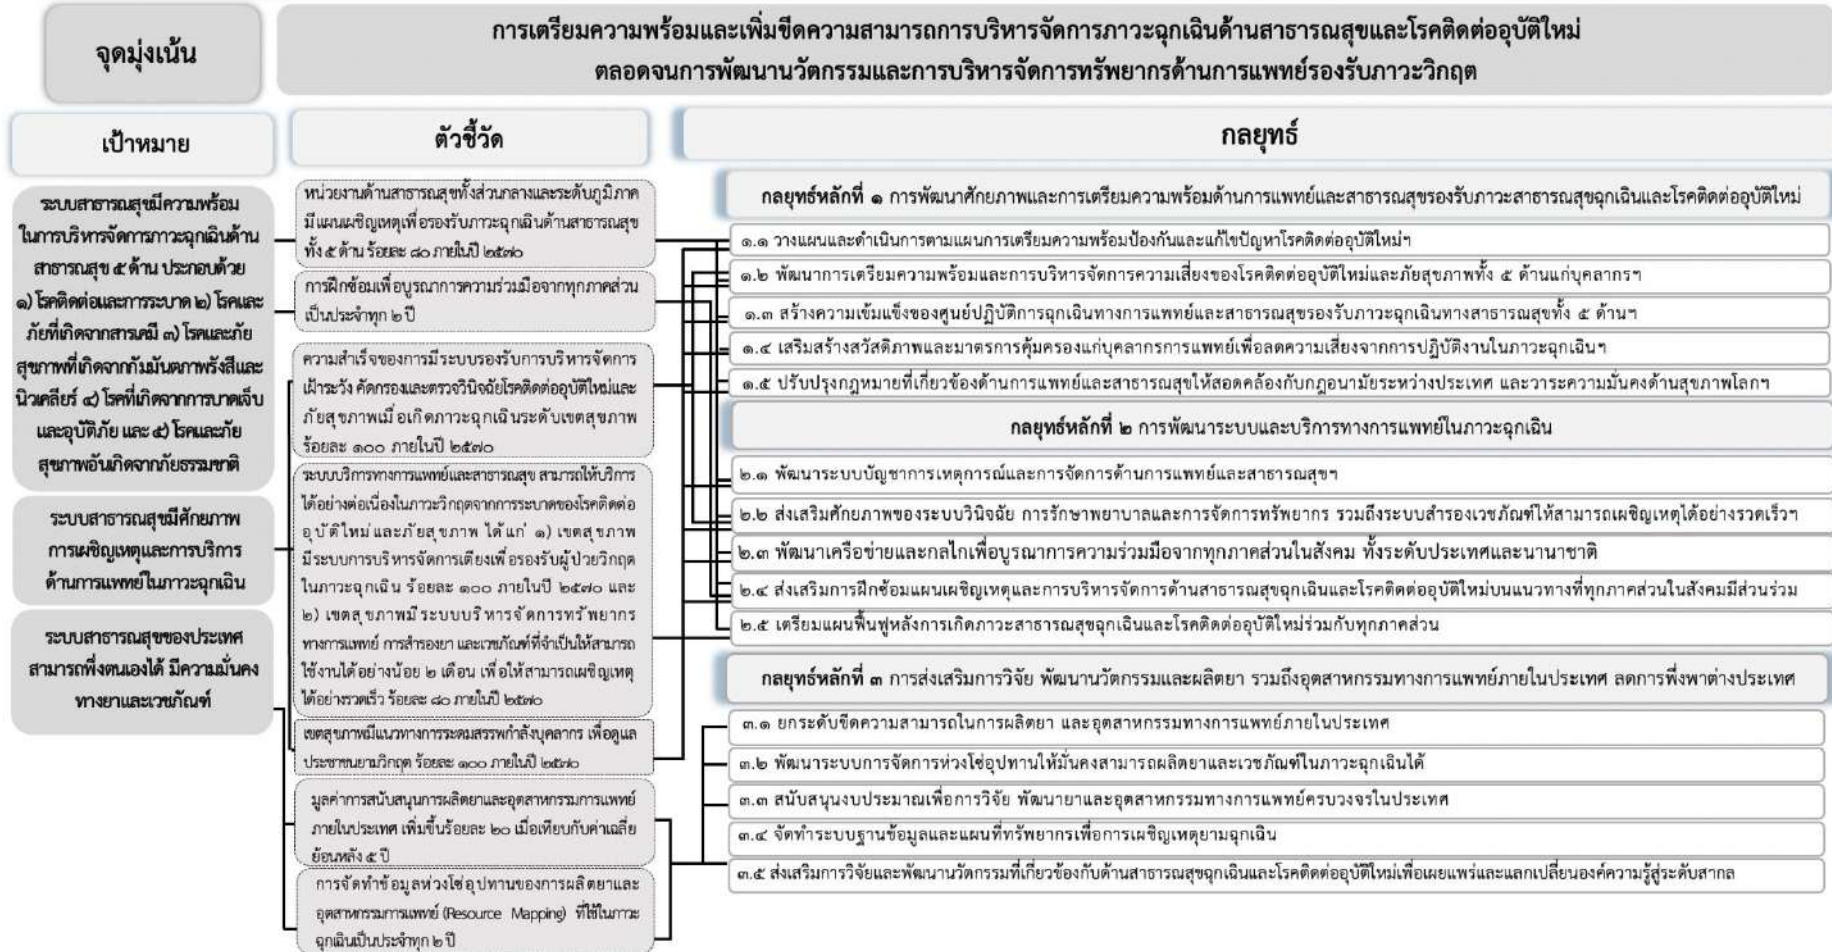 จุดมุ่งเน้น
การเตรียมความพร้อมและเพิ่มขีดความสามารถการบริหารจัดการภาวะฉุกเฉินด้านสาธารณสุขและโรคติดต่ออุบัติใหม่
ตลอดจนการพัฒนานวัตกรรมและการบริหารจัดการทรัพยากรด้านการแพทย์รองรับภาวะวิกฤต
เป้าหมาย
ระบบสาธารณสุขมีความพร้อม
ในการบริหารจัดการภาวะฉุกเฉินด้าน
สาธารณสุข ๕ ด้าน ประกอบด้วย
๑) โรคติดต่อและการระบาด ๒) โรคและ
ภัยที่เกิดจากสารเคมี ๓) โรคและภัย
สุขภาพที่เกิดจากกัมมันตภาพรังสีและ
นิวเคลียร์ ๔) โรคที่เกิดจากการบาดเจ็บ
และอุบัติภัย และ ๕) โรคและภัย
สุขภาพอันเกิดจากภัยธรรมชาติ
ระบบสาธารณสุขมีศักยภาพ
การเผชิญเหตุและการบริการ
ด้านการแพทย์ในภาวะฉุกเฉิน
ระบบสาธารณสุขของประเทศ
สามารถพึ่งตนเองได้ มีความมั่นคง
ทางยาและเวชภัณฑ์
ตัวชี้วัด
หน่วยงานด้านสาธารณสุขทั้งส่วนกลางและระดับภูมิภาค
มีแผนเผชิญเหตุเพื่อรองรับภาวะฉุกเฉินด้านสาธารณสุข
ทั้ง ๕ ด้าน ร้อยละ ๘๐ ภายในปี ๒๕๗๐
การฝึกซ้อมเพื่อบูรณาการความร่วมมือจากทุกภาคส่วน
เป็นประจำทุก ๒ ปี
ความสำเร็จของการมีระบบรองรับการบริหารจัดการ
เฝ้าระวัง คัดกรองและตรวจวินิจฉัยโรคติดต่ออุบัติใหม่และ
ภัยสุขภาพเมื่อเกิดภาวะฉุกเฉินระดับเขตสุขภาพ
ร้อยละ ๑๐๐ ภายในปี ๒๕๗๐
ระบบบริการทางการแพทย์และสาธารณสุข สามารถให้บริการ
ได้อย่างต่อเนื่องในภาวะวิกฤตจากการระบาดของโรคติดต่อ
อุบัติใหม่และภัยสุขภาพ ได้แก่ ๑) เขตสุขภาพ
มีระบบการบริหารจัดการเตียงเพื่อรองรับผู้ป่วยวิกฤต
ในภาวะฉุกเฉิน ร้อยละ ๑๐๐ ภายในปี ๒๕๗๐ และ
๒) เขตสุขภาพมีระบบบริหารจัดการทรัพยากร
ทางการแพทย์ การสำรองยา และเวชภัณฑ์ที่จำเป็นให้สามารถ
ใช้งานได้อย่างน้อย ๒ เดือน เพื่อให้สามารถเผชิญเหตุ
ได้อย่างรวดเร็ว ร้อยละ ๘๐ ภายในปี ๒๕๗๐
เขตสุขภาพมีแนวทางการระดมสรรพกำลังบุคลากร เพื่อดูแล
ประชาชนยามวิกฤต ร้อยละ ๑๐๐ ภายในปี ๒๕๗๐
มูลค่าการสนับสนุนการผลิตยาและอุตสาหกรรมการแพทย์
ภายในประเทศ เพิ่มขึ้นร้อยละ ๒๐ เมื่อเทียบกับค่าเฉลี่ย
ย้อนหลัง ๕ ปี
การจัดทำข้อมูลห่วงโซ่อุปทานของการผลิตยาและ
อุตสาหกรรมการแพทย์ (Resource Mapping) ที่ใช้ในภาวะ
ฉุกเฉินเป็นประจำทุก ๒ ปี
กลยุทธ์
กลยุทธ์หลักที่ ๑ การพัฒนาศักยภาพและการเตรียมความพร้อมด้านการแพทย์และสาธารณสุขรองรับภาวะสาธารณสุขฉุกเฉินและโรคติดต่ออุบัติใหม่
๑.๑ วางแผนและดำเนินการตามแผนการเตรียมความพร้อมป้องกันและแก้ไขปัญหาโรคติดต่ออุบัติใหม่ฯ
๑.๒ พัฒนาการเตรียมความพร้อมและการบริหารจัดการความเสี่ยงของโรคติดต่ออุบัติใหม่และภัยสุขภาพทั้ง ๕ ด้านแก่บุคลากรฯ
๑.๓ สร้างความเข้มแข็งของศูนย์ปฏิบัติการฉุกเฉินทางการแพทย์และสาธารณสุขรองรับภาวะฉุกเฉินทางสาธารณสุขทั้ง ๕ ด้านฯ
๑.๔ เสริมสร้างสวัสดิภาพและมาตรการคุ้มครองแก่บุคลากรการแพทย์เพื่อลดความเสี่ยงจากการปฏิบัติงานในภาวะฉุกเฉินฯ
๑.๕ ปรับปรุงกฎหมายที่เกี่ยวข้องด้านการแพทย์และสาธารณสุขให้สอดคล้องกับกฎอนามัยระหว่างประเทศ และวาระความมั่นคงด้านสุขภาพโลกฯ
กลยุทธ์หลักที่ ๒ การพัฒนาระบบและบริการทางการแพทย์ในภาวะฉุกเฉิน
๒.๑ พัฒนาระบบบัญชาการเหตุการณ์และการจัดการด้านการแพทย์และสาธารณสุขฯ
๒.๒ ส่งเสริมศักยภาพของระบบวินิจฉัย การรักษาพยาบาลและการจัดการทรัพยากร รวมถึงระบบสำรองเวชภัณฑ์ให้สามารถเผชิญเหตุได้อย่างรวดเร็วฯ
๒.๓ พัฒนาเครือข่ายและกลไกเพื่อบูรณาการความร่วมมือจากทุกภาคส่วนในสังคม ทั้งระดับประเทศและนานาชาติ
๒.๔ ส่งเสริมการฝึกซ้อมแผนเผชิญเหตุและการบริหารจัดการด้านสาธารณสุขฉุกเฉินและโรคติดต่ออุบัติใหม่บนแนวทางที่ทุกภาคส่วนในสังคมมีส่วนร่วม
๒.๕ เตรียมแผนฟื้นฟูหลังการเกิดภาวะสาธารณสุขฉุกเฉินและโรคติดต่ออุบัติใหม่ร่วมกับทุกภาคส่วน
กลยุทธ์หลักที่ ๓ การส่งเสริมการวิจัย พัฒนานวัตกรรมและผลิตยา รวมถึงอุตสาหกรรมทางการแพทย์ภายในประเทศ ลดการพึ่งพาต่างประเทศ
๓.๑ ยกระดับขีดความสามารถในการผลิตยา และอุตสาหกรรมทางการแพทย์ภายในประเทศ
๓.๒ พัฒนาระบบการจัดการห่วงโซ่อุปทานให้มั่นคงสามารถผลิตยาและเวชภัณฑ์ในภาวะฉุกเฉินได้
๓.๓ สนับสนุนงบประมาณเพื่อการวิจัย พัฒนายาและอุตสาหกรรมทางการแพทย์ครบวงจรในประเทศ
๓.๔ จัดทำระบบฐานข้อมูลและแผนที่ทรัพยากรเพื่อการเผชิญเหตุยามฉุกเฉิน
๓.๕ ส่งเสริมการวิจัยและพัฒนานวัตกรรมที่เกี่ยวข้องกับด้านสาธารณสุขฉุกเฉินและโรคติดต่ออุบัติใหม่เพื่อเผยแพร่และแลกเปลี่ยนองค์ความรู้สู่ระดับสากล